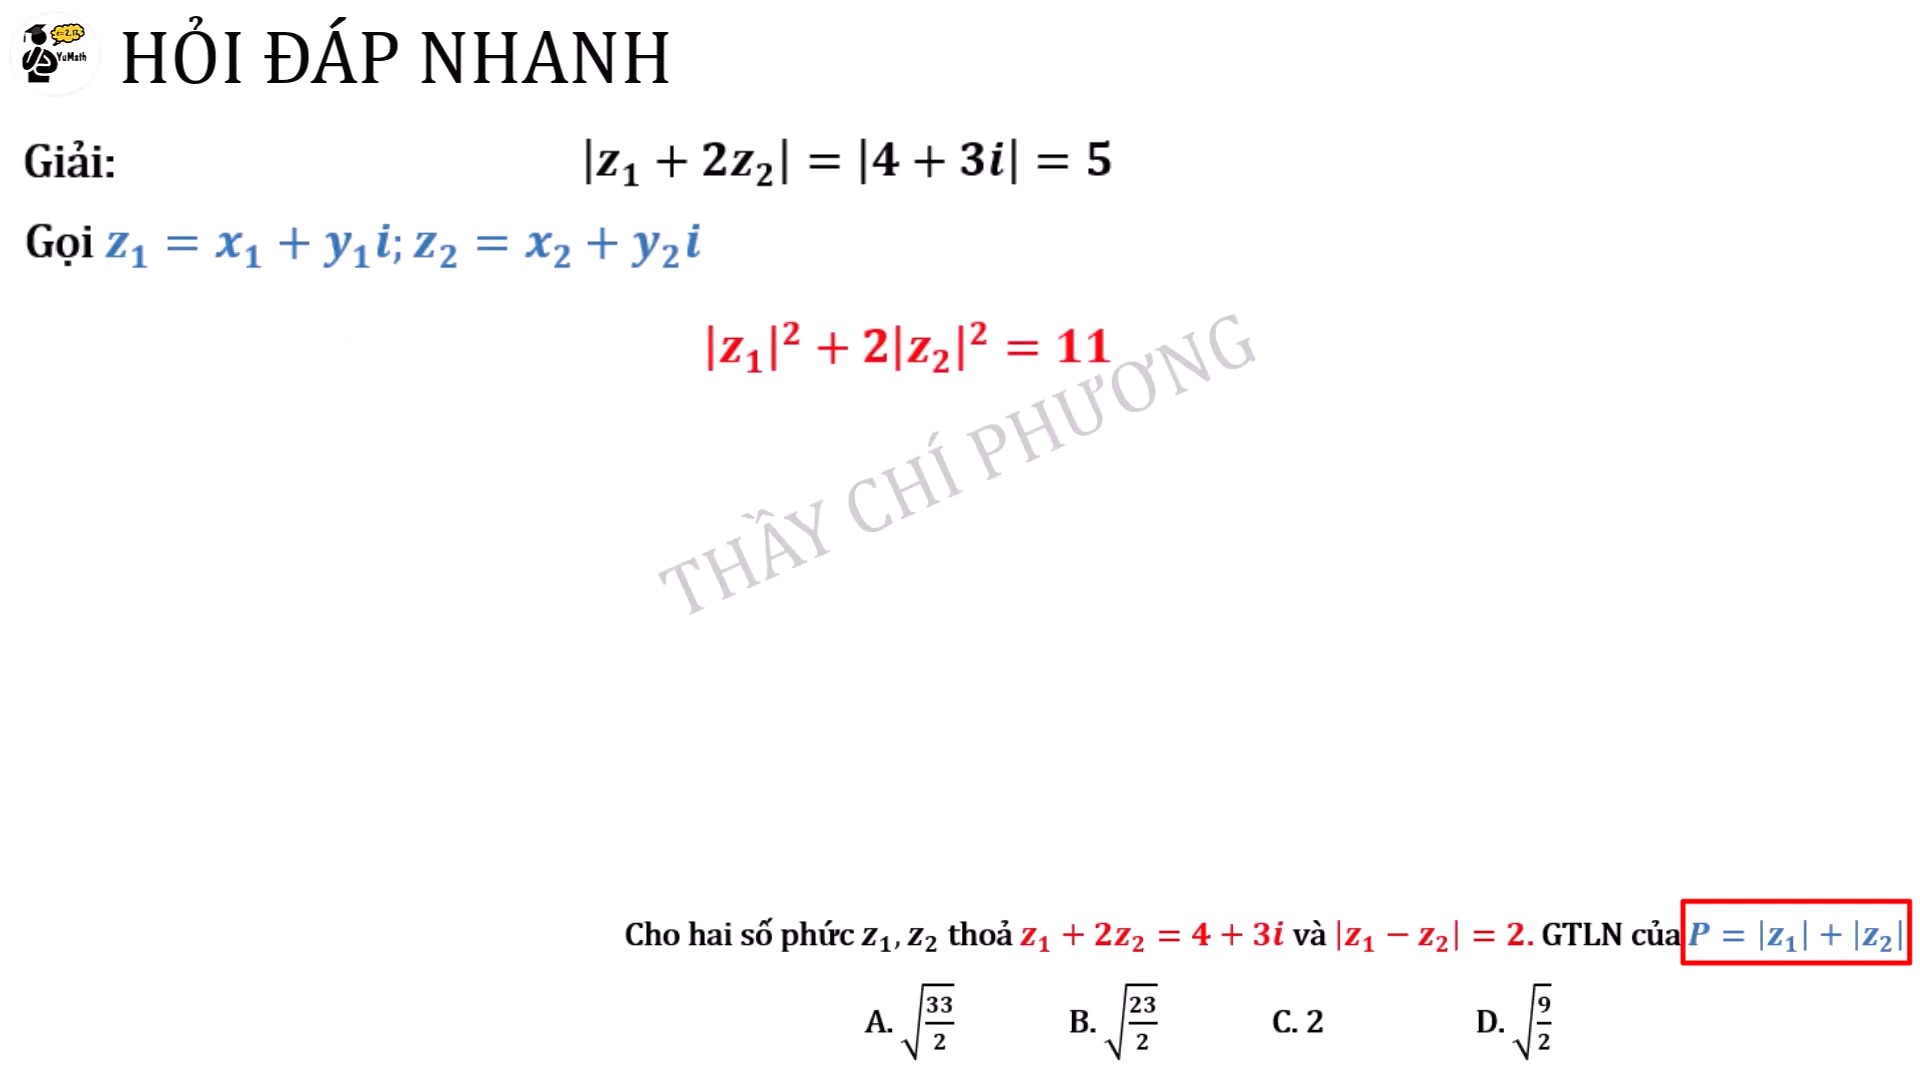 YuMath
HỎI ĐÁP NHANH
Giải:
|z₁ + 2z₂| = |4 + 3i| = 5
Gọi z₁ = x₁ + y₁i; z₂ = x₂ + y₂i
|z₁|² + 2|z₂|² = 11
THẦY CHÍ PHƯƠNG
Cho hai số phức z₁, z₂ thoả z₁ + 2z₂ = 4 + 3i và |z₁ − z₂| = 2. GTLN của P = |z₁| + |z₂|
A. √(33/2) B. √(23/2) C. 2 D. √(9/2)